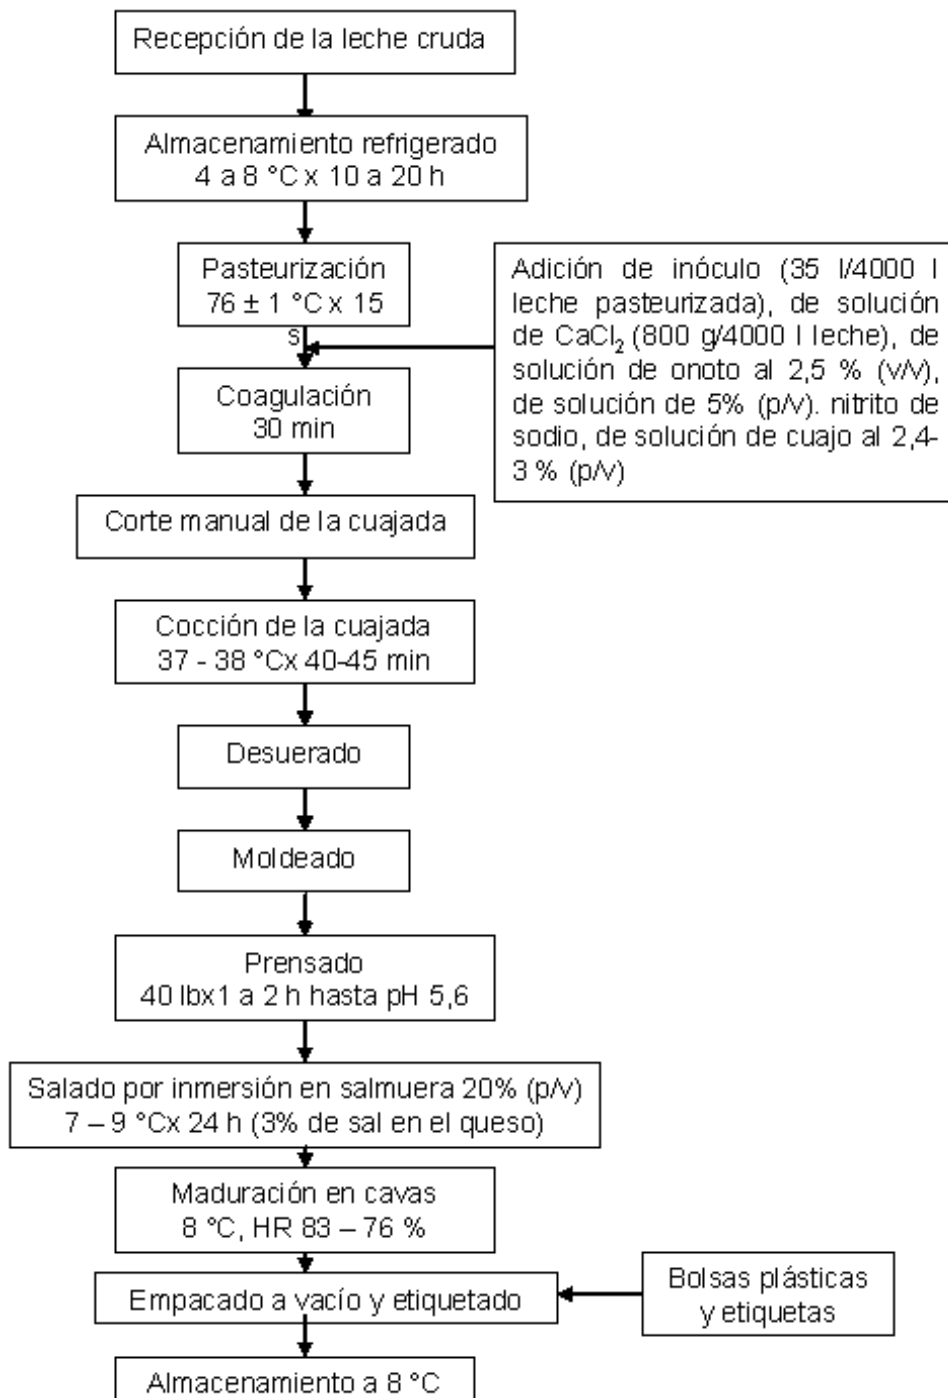 Recepción de la leche cruda
Almacenamiento refrigerado
4 a 8 °C x 10 a 20 h
Pasteurización
76 ± 1 °C x 15
s
Adición de inóculo (35 l/4000 l
leche pasteurizada), de solución
de CaCl₂ (800 g/4000 l leche), de
solución de onoto al 2,5 % (v/v),
de solución de 5% (p/v). nitrito de
sodio, de solución de cuajo al 2,4-
3 % (p/v)
Coagulación
30 min
Corte manual de la cuajada
Cocción de la cuajada
37 - 38 °Cx 40-45 min
Desuerado
Moldeado
Prensado
40 lbx1 a 2 h hasta pH 5,6
Salado por inmersión en salmuera 20% (p/v)
7 – 9 °Cx 24 h (3% de sal en el queso)
Maduración en cavas
8 °C, HR 83 – 76 %
Empacado a vacío y etiquetado
Bolsas plásticas
y etiquetas
Almacenamiento a 8 °C